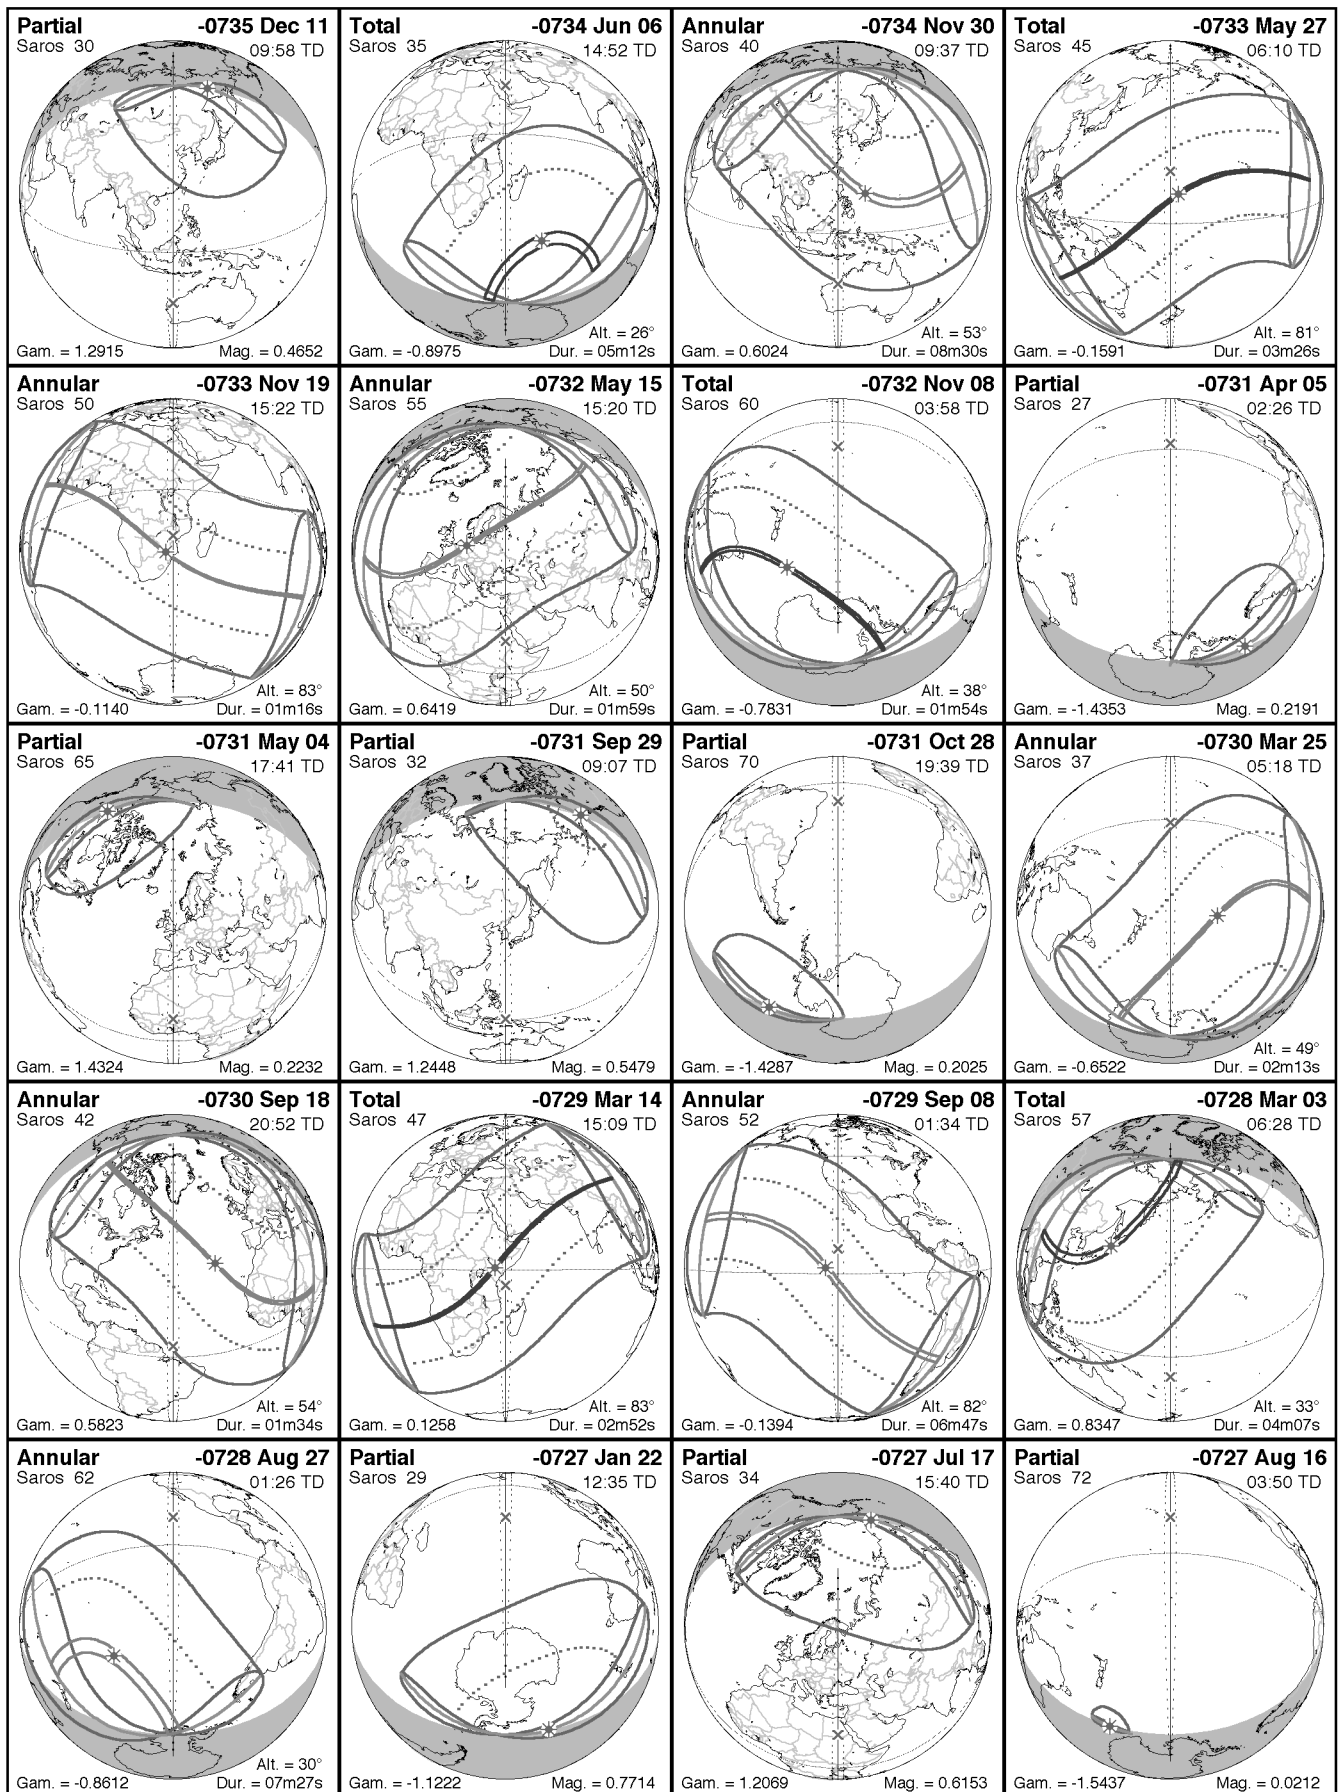 Partial -0735 Dec 11
Saros 30 09:58 TD
Gam. = 1.2915 Mag. = 0.4652
Total -0734 Jun 06
Saros 35 14:52 TD
Alt. = 26°
Gam. = -0.8975 Dur. = 05m12s
Annular -0734 Nov 30
Saros 40 09:37 TD
Alt. = 53°
Gam. = 0.6024 Dur. = 08m30s
Total -0733 May 27
Saros 45 06:10 TD
Alt. = 81°
Gam. = -0.1591 Dur. = 03m26s
Annular -0733 Nov 19
Saros 50 15:22 TD
Alt. = 83°
Gam. = -0.1140 Dur. = 01m16s
Annular -0732 May 15
Saros 55 15:20 TD
Alt. = 50°
Gam. = 0.6419 Dur. = 01m59s
Total -0732 Nov 08
Saros 60 03:58 TD
Alt. = 38°
Gam. = -0.7831 Dur. = 01m54s
Partial -0731 Apr 05
Saros 27 02:26 TD
Gam. = -1.4353 Mag. = 0.2191
Partial -0731 May 04
Saros 65 17:41 TD
Gam. = 1.4324 Mag. = 0.2232
Partial -0731 Sep 29
Saros 32 09:07 TD
Gam. = 1.2448 Mag. = 0.5479
Partial -0731 Oct 28
Saros 70 19:39 TD
Gam. = -1.4287 Mag. = 0.2025
Annular -0730 Mar 25
Saros 37 05:18 TD
Alt. = 49°
Gam. = -0.6522 Dur. = 02m13s
Annular -0730 Sep 18
Saros 42 20:52 TD
Alt. = 54°
Gam. = 0.5823 Dur. = 01m34s
Total -0729 Mar 14
Saros 47 15:09 TD
Alt. = 83°
Gam. = 0.1258 Dur. = 02m52s
Annular -0729 Sep 08
Saros 52 01:34 TD
Alt. = 82°
Gam. = -0.1394 Dur. = 06m47s
Total -0728 Mar 03
Saros 57 06:28 TD
Alt. = 33°
Gam. = 0.8347 Dur. = 04m07s
Annular -0728 Aug 27
Saros 62 01:26 TD
Alt. = 30°
Gam. = -0.8612 Dur. = 07m27s
Partial -0727 Jan 22
Saros 29 12:35 TD
Gam. = -1.1222 Mag. = 0.7714
Partial -0727 Jul 17
Saros 34 15:40 TD
Gam. = 1.2069 Mag. = 0.6153
Partial -0727 Aug 16
Saros 72 03:50 TD
Gam. = -1.5437 Mag. = 0.0212